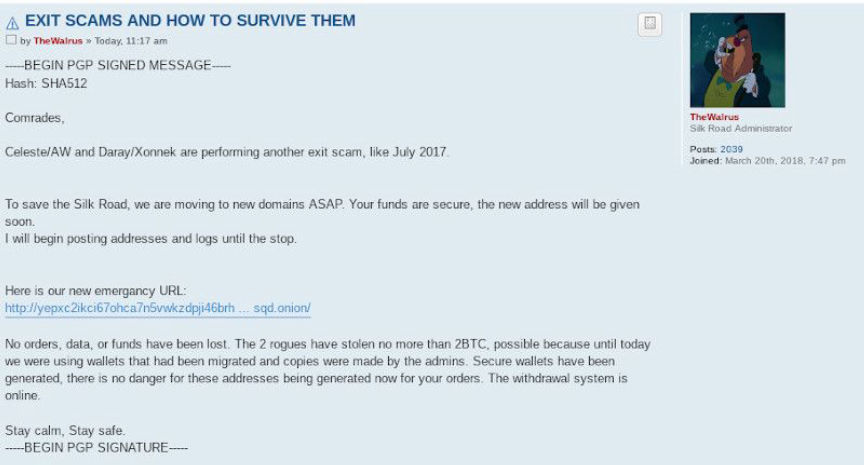 EXIT SCAMS AND HOW TO SURVIVE THEM
by TheWalrus » Today, 11:17 am
-----BEGIN PGP SIGNED MESSAGE-----
Hash: SHA512
Comrades,
Celeste/AW and Daray/Xonnek are performing another exit scam, like July 2017.
To save the Silk Road, we are moving to new domains ASAP. Your funds are secure, the new address will be given
soon.
I will begin posting addresses and logs until the stop.
Here is our new emergancy URL:
http://yepxc2ikci67ohca7n5vwkzdpji46brh ... sqd.onion/
No orders, data, or funds have been lost. The 2 rogues have stolen no more than 2BTC, possible because until today
we were using wallets that had been migrated and copies were made by the admins. Secure wallets have been
generated, there is no danger for these addresses being generated now for your orders. The withdrawal system is
online.
Stay calm, Stay safe.
-----BEGIN PGP SIGNATURE-----
TheWalrus
Silk Road Administrator
Posts: 2039
Joined: March 20th, 2018, 7:47 pm